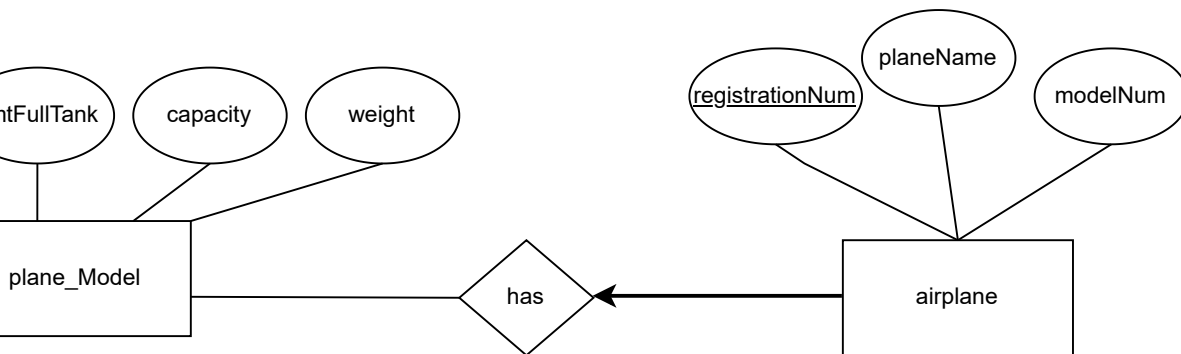 planeName
registrationNum
modelNum
ntFullTank
capacity
weight
plane_Model
has
airplane